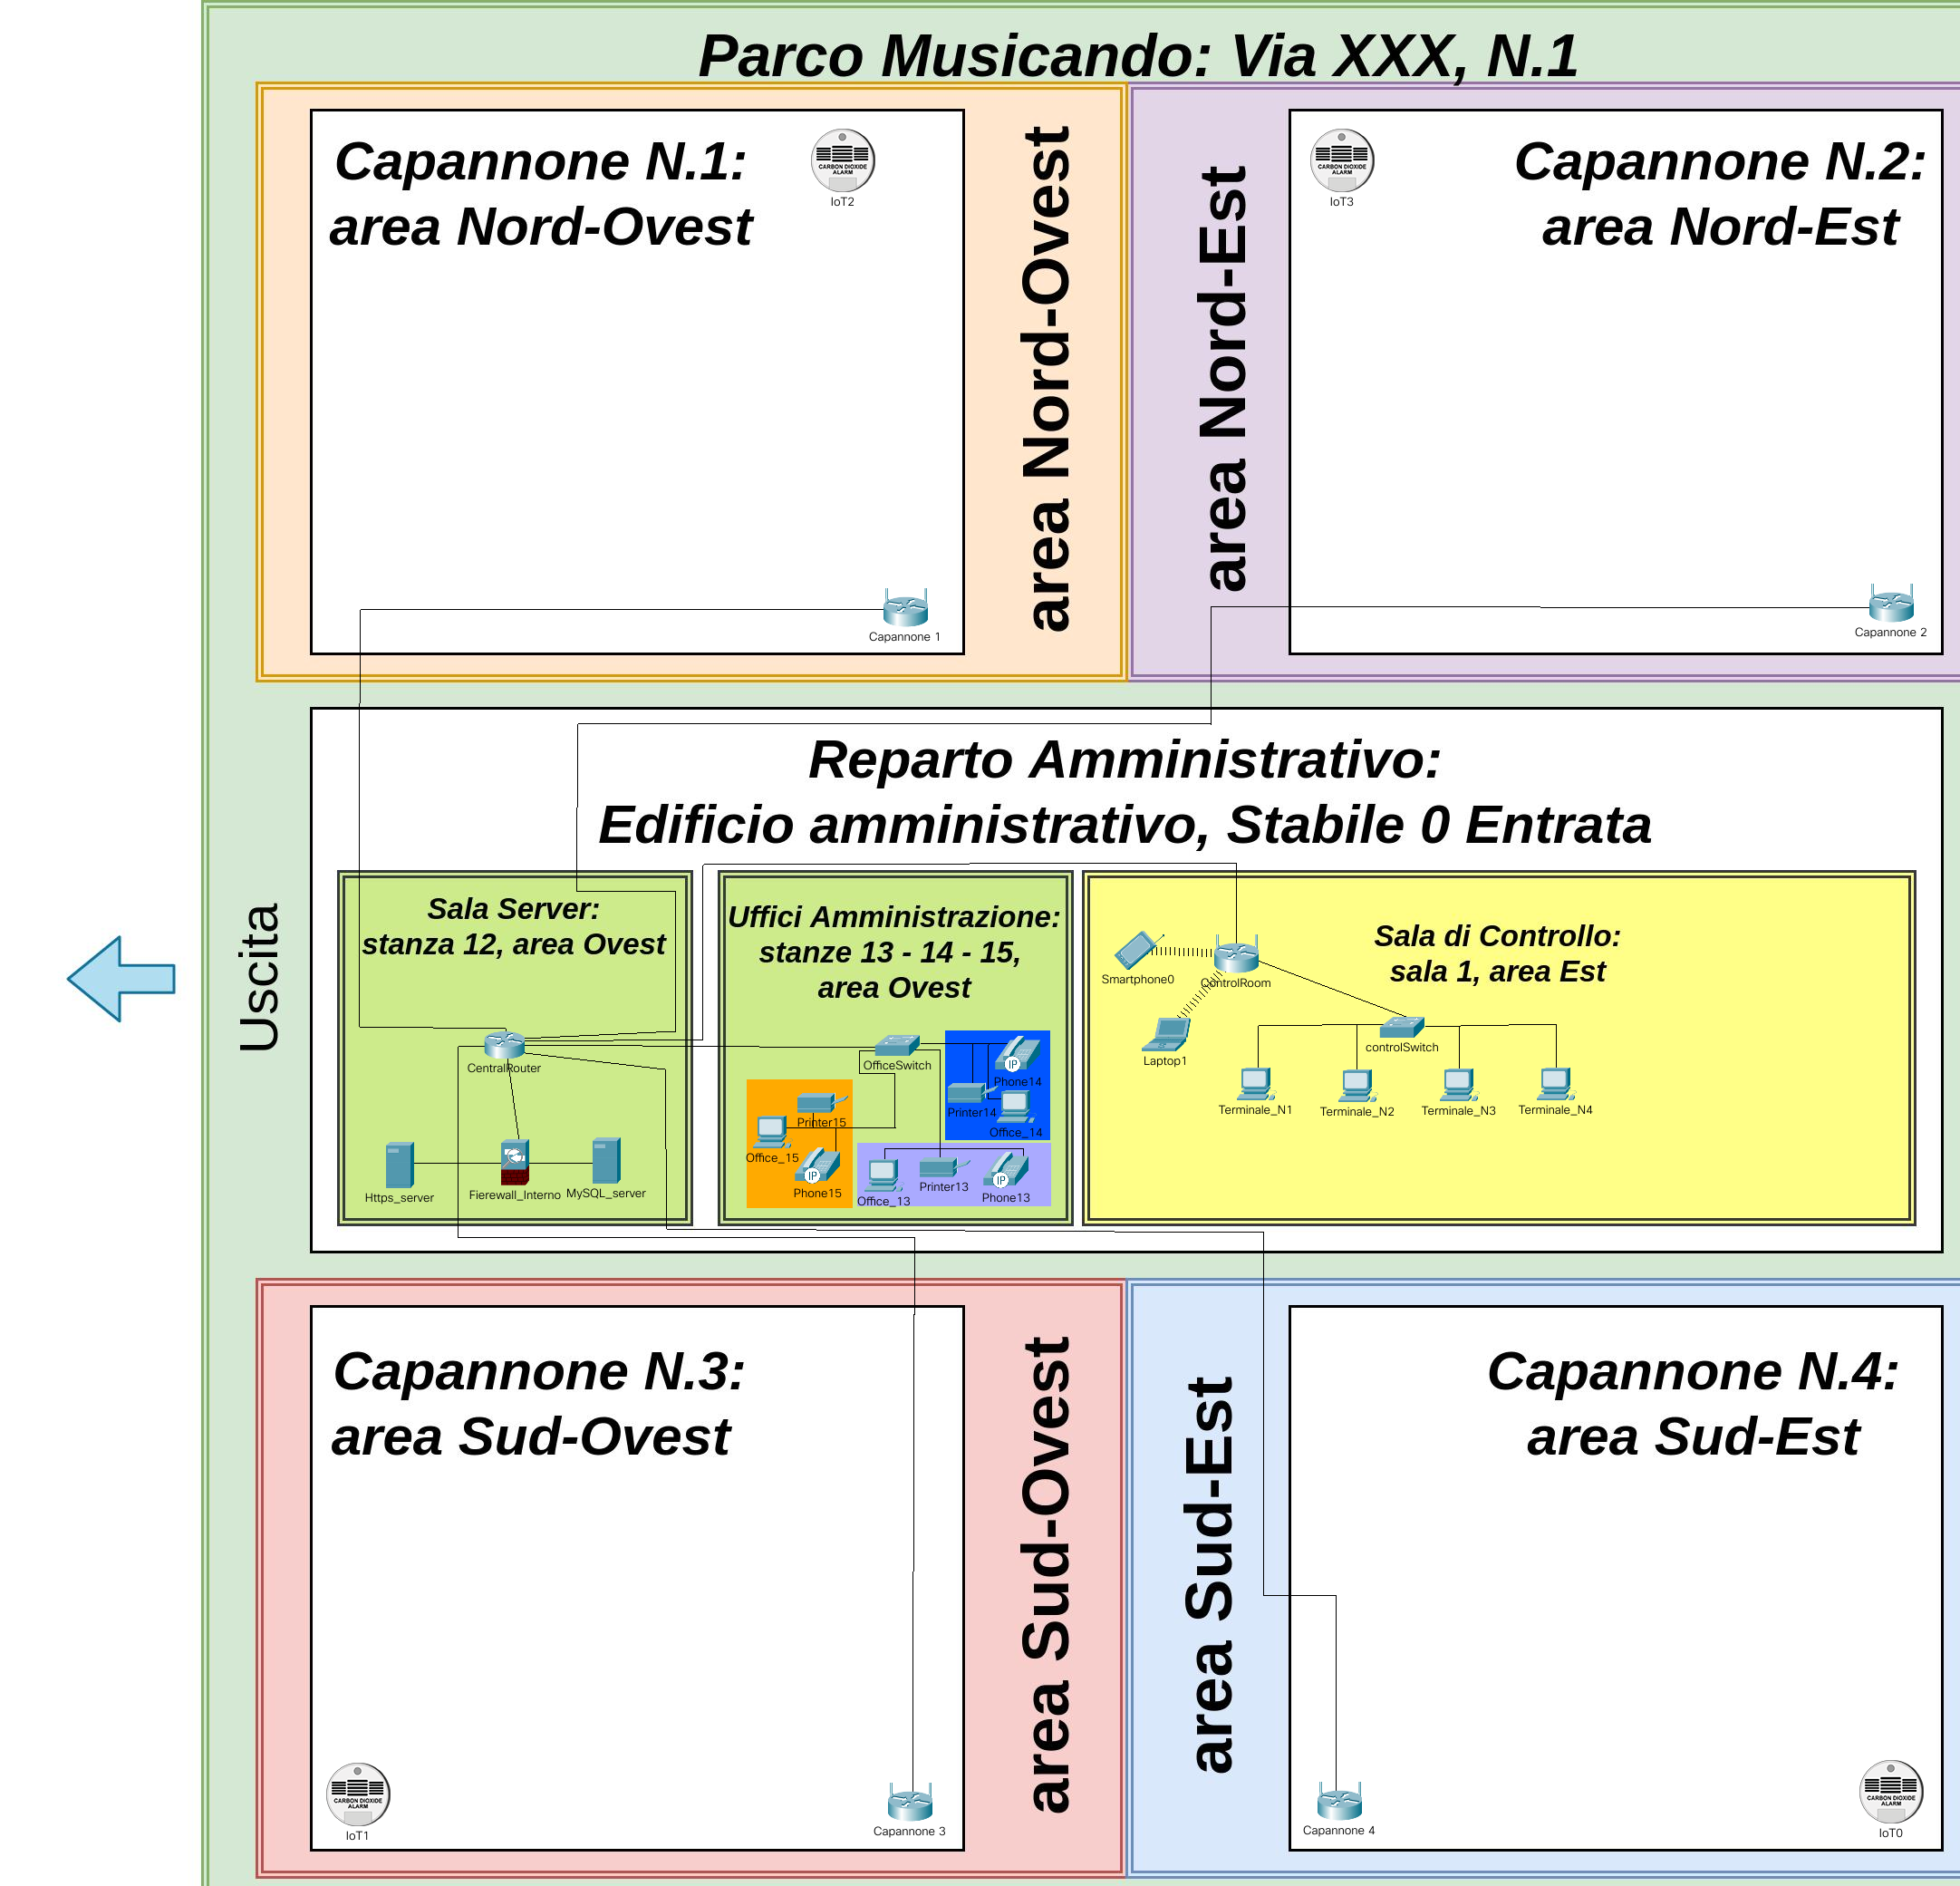 Parco Musicando: Via XXX, N.1
Capannone N.1:
area Nord-Ovest
CARBON DIOXIDE
ALARM
IoT2
area Nord-Ovest
Capannone 1
area Nord-Est
CARBON DIOXIDE
ALARM
IoT3
Capannone N.2:
area Nord-Est
Capannone 2
Uscita
Reparto Amministrativo:
Edificio amministrativo, Stabile 0 Entrata
Sala Server:
stanza 12, area Ovest
CentralRouter
Https_server
Fierewall_Interno
MySQL_server
Uffici Amministrazione:
stanze 13 - 14 - 15,
area Ovest
OfficeSwitch
IP
Phone14
Printer14
Office_14
Printer15
Office_15
IP
Phone15
Office_13
Printer13
IP
Phone13
Sala di Controllo:
sala 1, area Est
Smartphone0
ControlRoom
Laptop1
controlSwitch
Terminale_N1
Terminale_N2
Terminale_N3
Terminale_N4
Capannone N.3:
area Sud-Ovest
CARBON DIOXIDE
ALARM
IoT1
Capannone 3
area Sud-Ovest
area Sud-Est
Capannone N.4:
area Sud-Est
Capannone 4
CARBON DIOXIDE
ALARM
IoT0